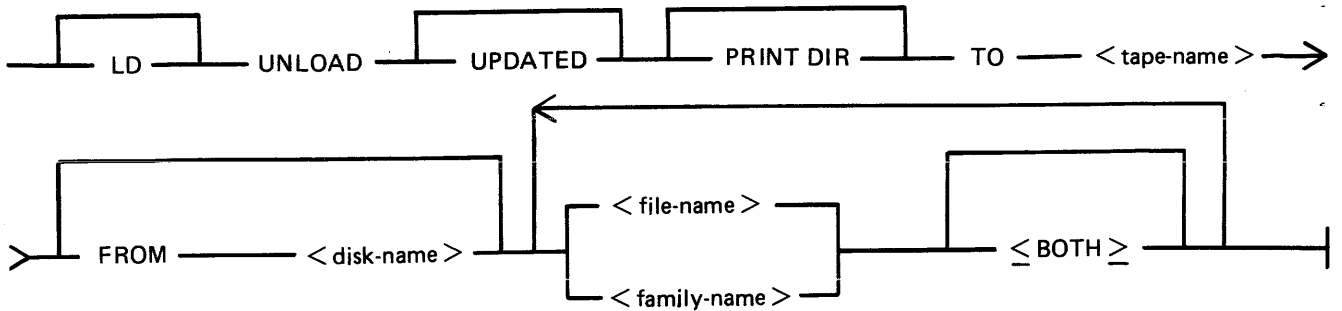 LD UNLOAD UPDATED PRINT DIR TO <tape-name>
<file-name>
FROM <disk-name> <BOTH>
<family-name>